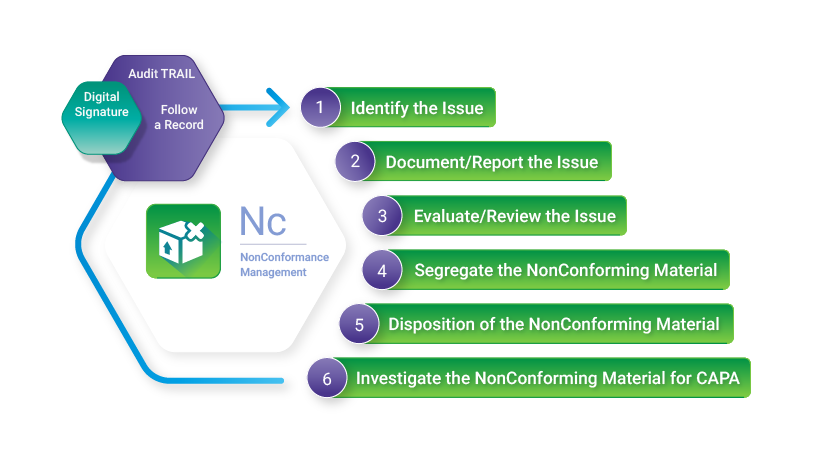 Audit TRAIL
Digital
Signature
Follow
a Record
Nc
NonConformance
Management
1 Identify the Issue
2 Document/Report the Issue
3 Evaluate/Review the Issue
4 Segregate the NonConforming Material
5 Disposition of the NonConforming Material
6 Investigate the NonConforming Material for CAPA